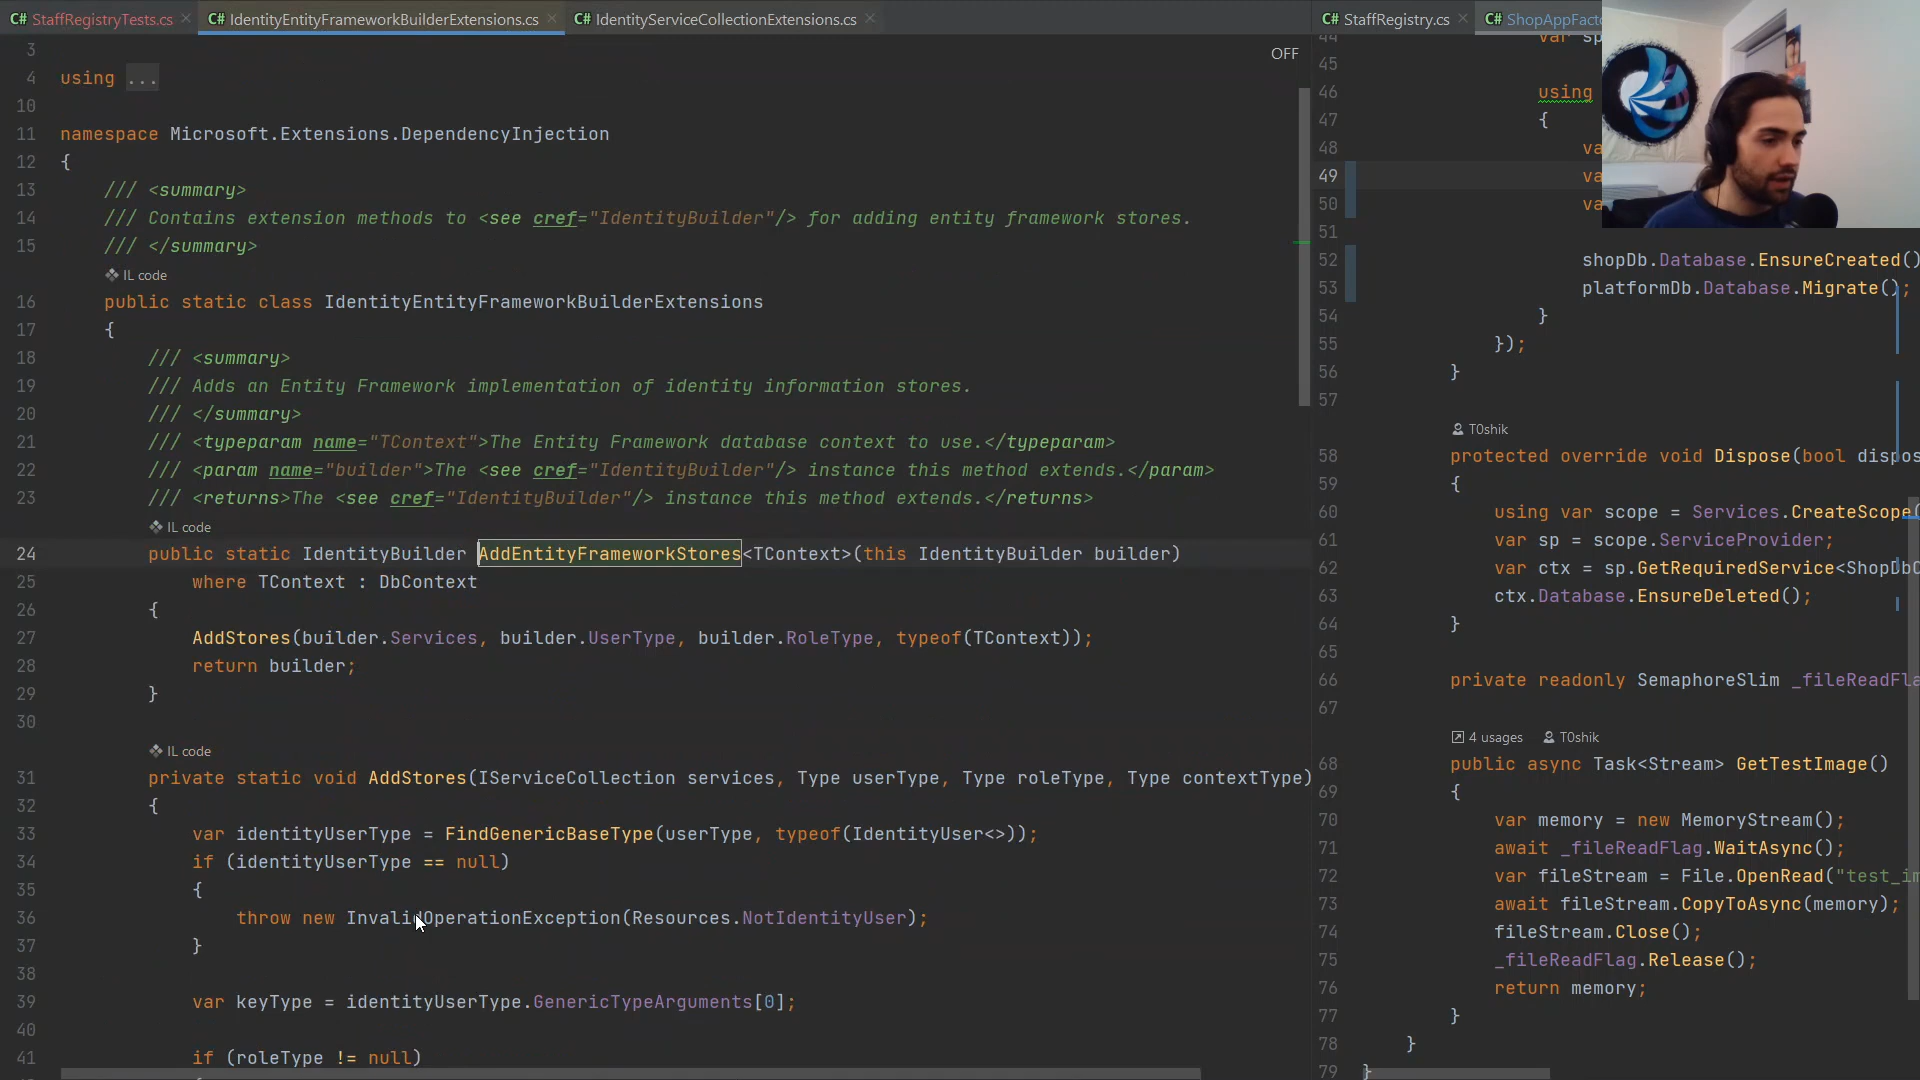 C# StaffRegistryTests.cs ×
C# IdentityEntityFrameworkBuilderExtensions.cs ×
C# IdentityServiceCollectionExtensions.cs ×
OFF
3
4 using ...
10
11 namespace Microsoft.Extensions.DependencyInjection
12 {
13 /// <summary>
14 /// Contains extension methods to <see cref="IdentityBuilder"/> for adding entity framework stores.
15 /// </summary>
IL code
16 public static class IdentityEntityFrameworkBuilderExtensions
17 {
18 /// <summary>
19 /// Adds an Entity Framework implementation of identity information stores.
20 /// </summary>
21 /// <typeparam name="TContext">The Entity Framework database context to use.</typeparam>
22 /// <param name="builder">The <see cref="IdentityBuilder"/> instance this method extends.</param>
23 /// <returns>The <see cref="IdentityBuilder"/> instance this method extends.</returns>
IL code
24 public static IdentityBuilder AddEntityFrameworkStores<TContext>(this IdentityBuilder builder)
25 where TContext : DbContext
26 {
27 AddStores(builder.Services, builder.UserType, builder.RoleType, typeof(TContext));
28 return builder;
29 }
30
IL code
31 private static void AddStores(IServiceCollection services, Type userType, Type roleType, Type contextType)
32 {
33 var identityUserType = FindGenericBaseType(userType, typeof(IdentityUser<>));
34 if (identityUserType == null)
35 {
36 throw new InvalidOperationException(Resources.NotIdentityUser);
37 }
38
39 var keyType = identityUserType.GenericTypeArguments[0];
40
41 if (roleType != null)
C# StaffRegistry.cs ×
C# ShopAppFact
44 var sp
45
46 using
47 {
48 va
49 va
50 va
51
52 shopDb.Database.EnsureCreated()
53 platformDb.Database.Migrate();
54 }
55 });
56 }
57
T0shik
58 protected override void Dispose(bool dispos
59 {
60 using var scope = Services.CreateScope(
61 var sp = scope.ServiceProvider;
62 var ctx = sp.GetRequiredService<ShopDbC
63 ctx.Database.EnsureDeleted();
64 }
65
66 private readonly SemaphoreSlim _fileReadFla
67
4 usages T0shik
68 public async Task<Stream> GetTestImage()
69 {
70 var memory = new MemoryStream();
71 await _fileReadFlag.WaitAsync();
72 var fileStream = File.OpenRead("test_im
73 await fileStream.CopyToAsync(memory);
74 fileStream.Close();
75 _fileReadFlag.Release();
76 return memory;
77 }
78 }
79 }